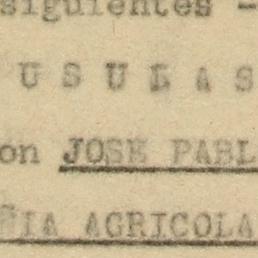 siguientes -
U S U L A S
on JOSE PABL
ÑIA AGRICOLA